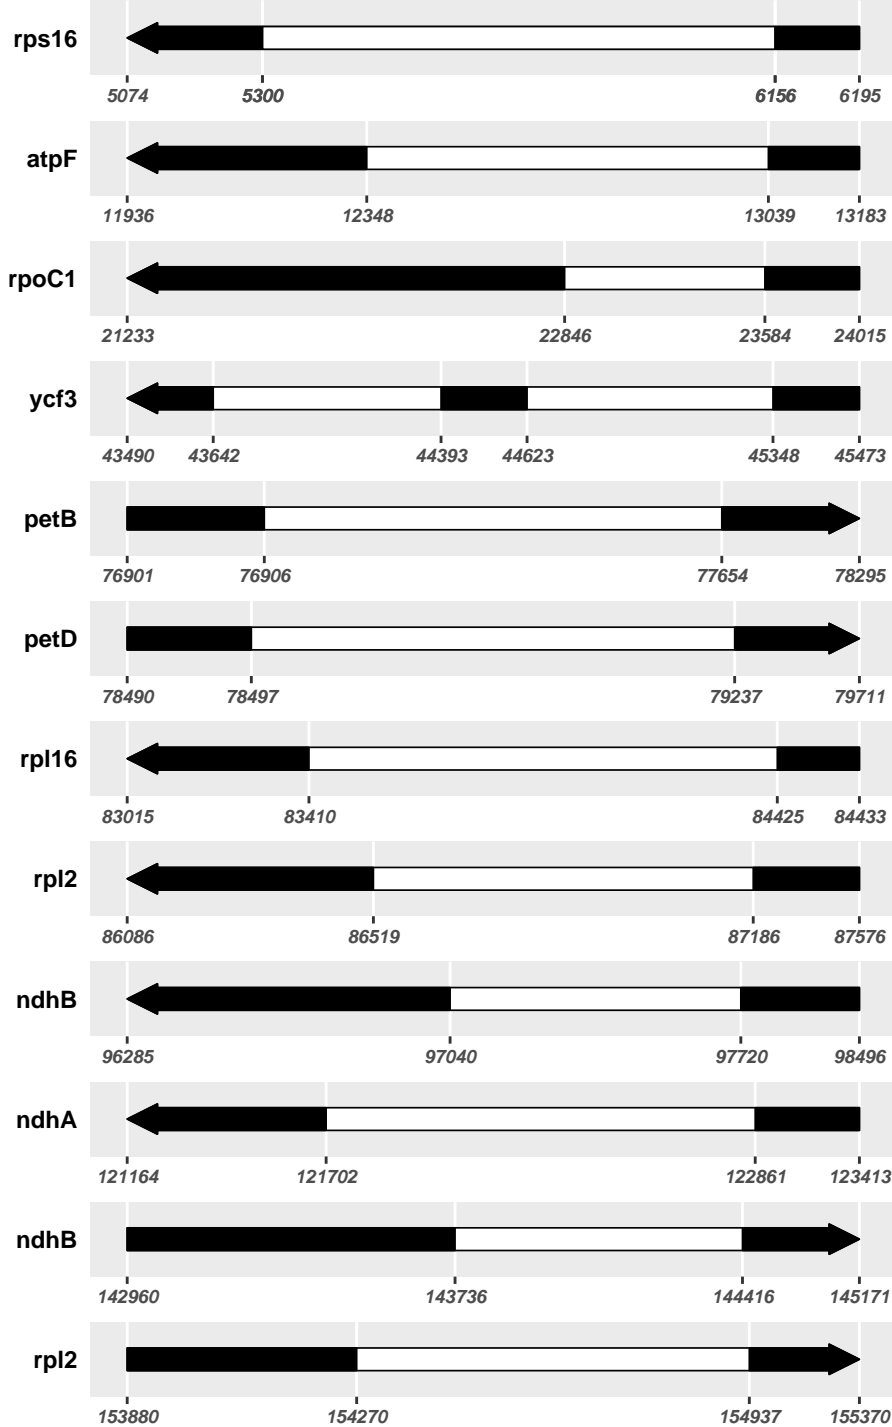 rps16
5074 5300 6156 6195
atpF
11936 12348 13039 13183
rpoC1
21233 22846 23584 24015
ycf3
43490 43642 44393 44623 45348 45473
petB
76901 76906 77654 78295
petD
78490 78497 79237 79711
rpl16
83015 83410 84425 84433
rpl2
86086 86519 87186 87576
ndhB
96285 97040 97720 98496
ndhA
121164 121702 122861 123413
ndhB
142960 143736 144416 145171
rpl2
153880 154270 154937 155370